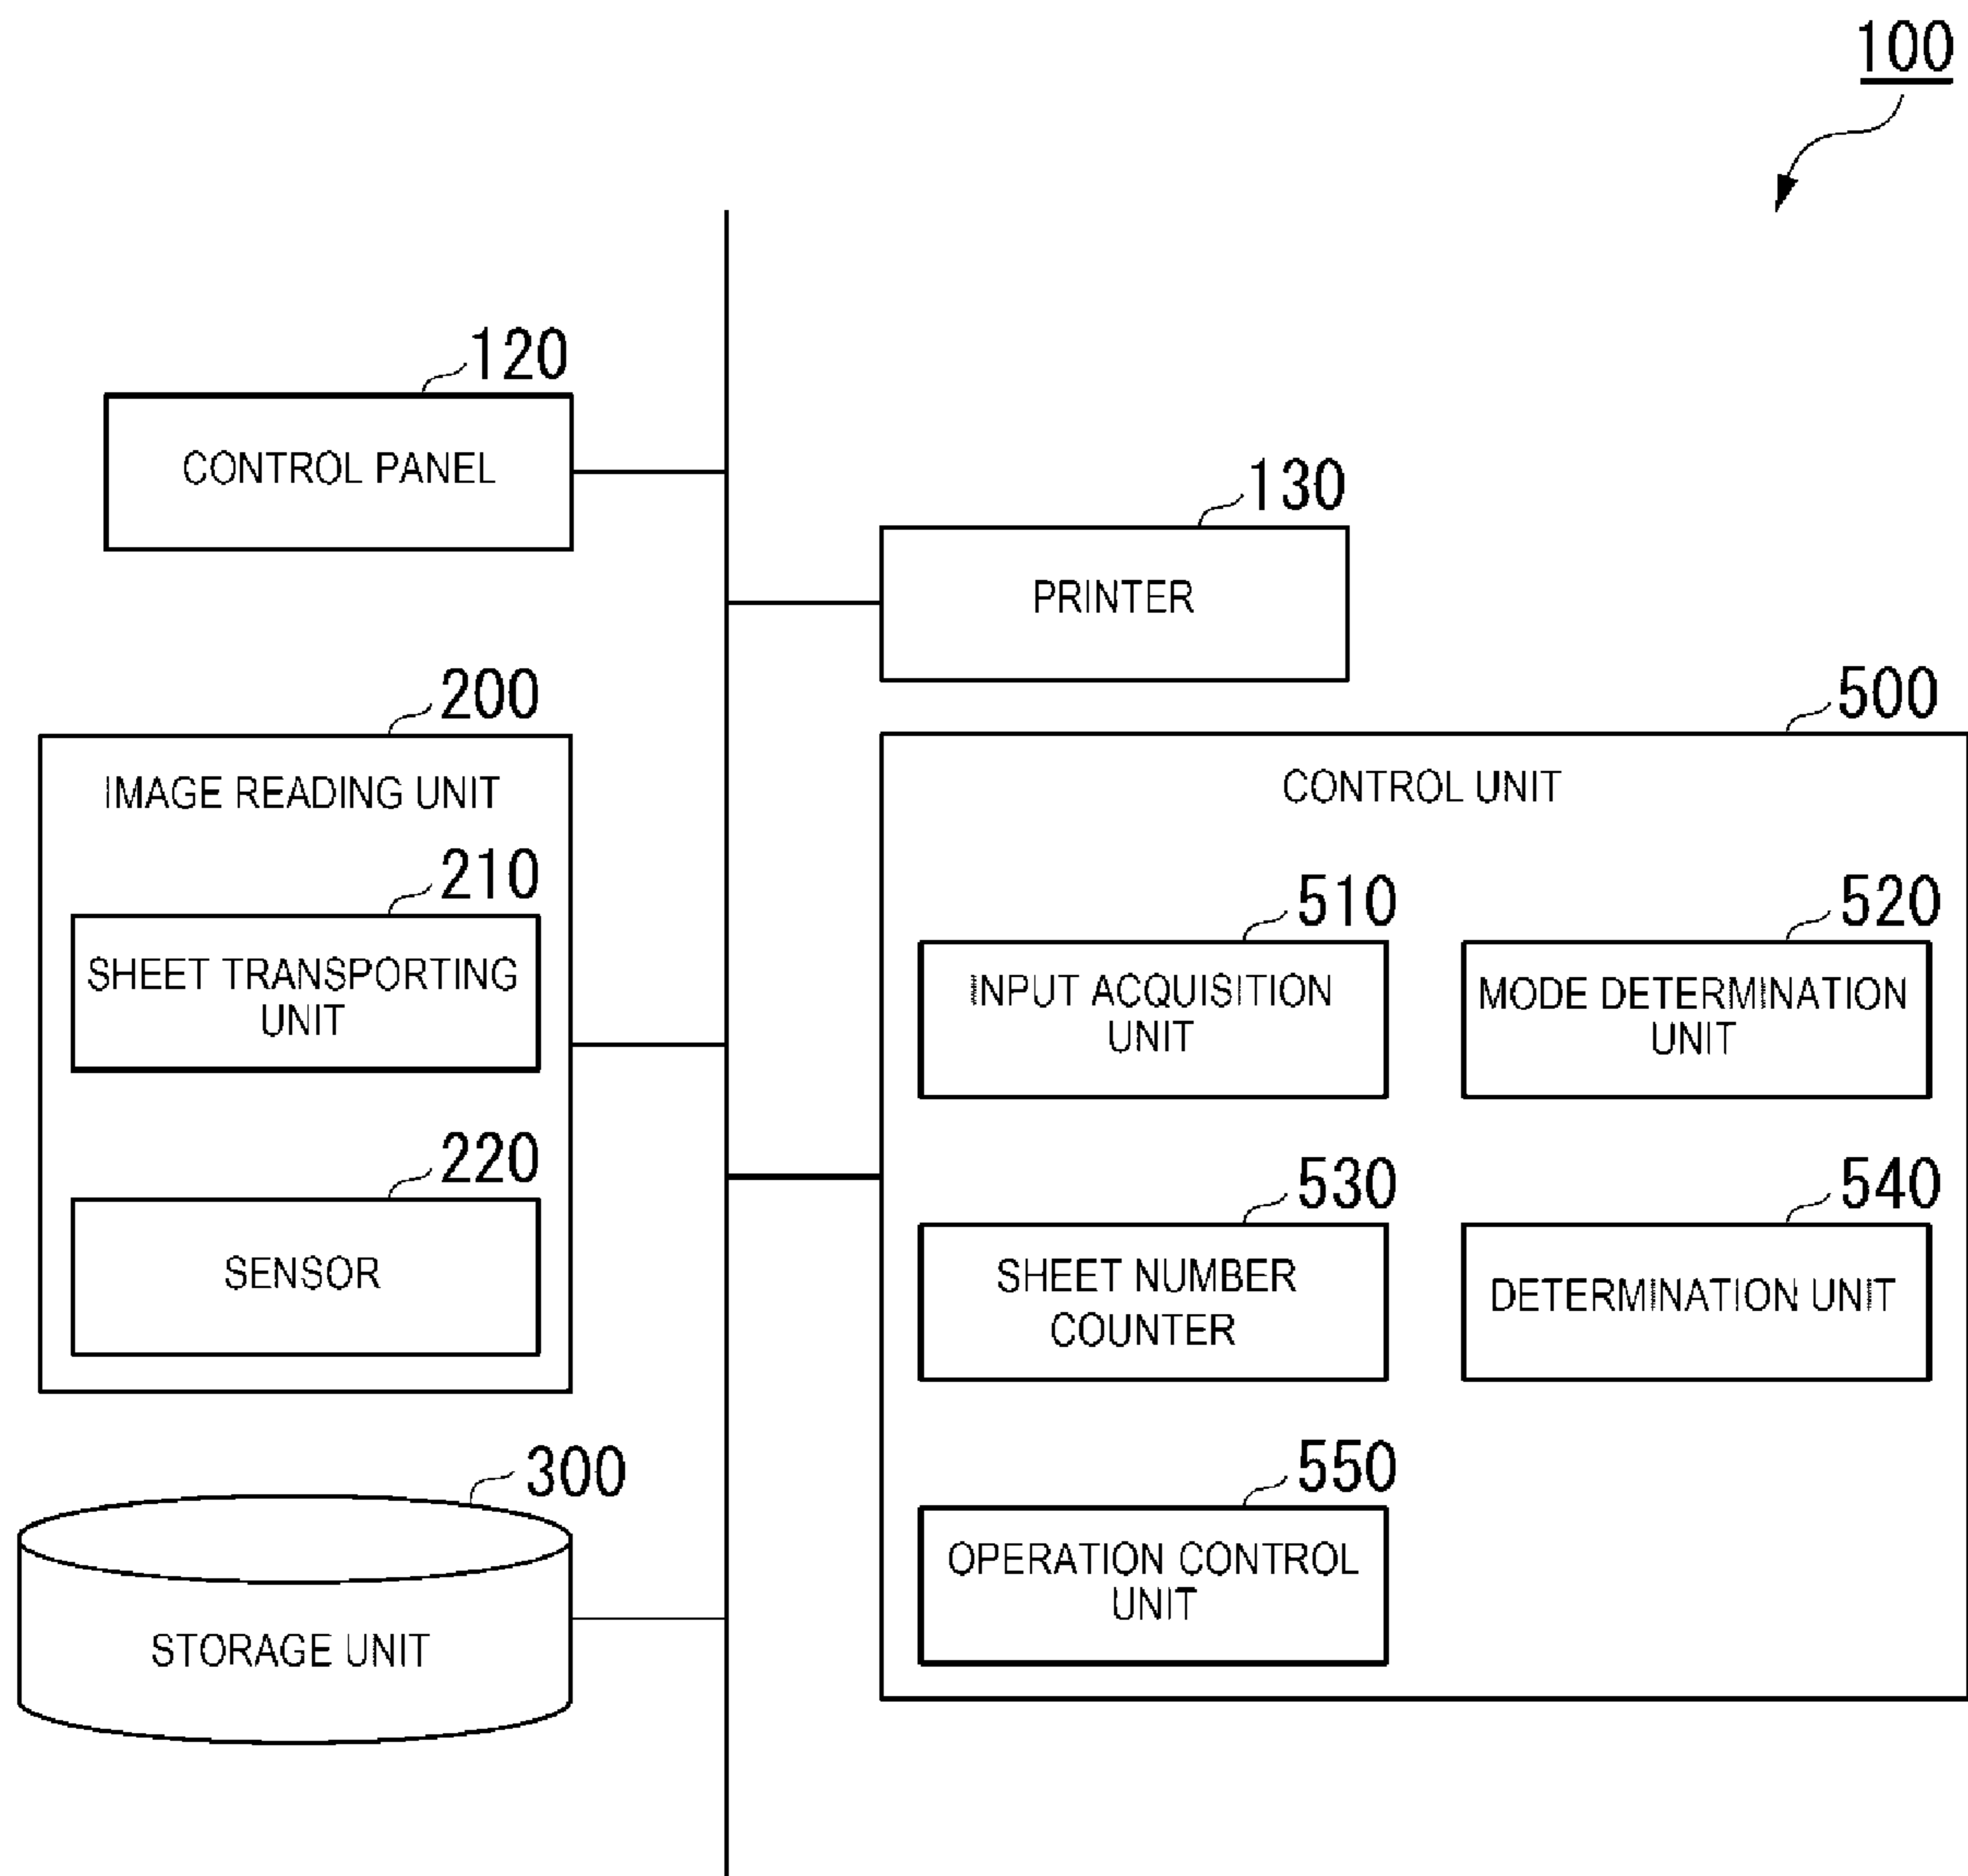 100
120
CONTROL PANEL
130
PRINTER
200
IMAGE READING UNIT
210
SHEET TRANSPORTING
UNIT
220
SENSOR
300
STORAGE UNIT
500
CONTROL UNIT
510
INPUT ACQUISITION
UNIT
520
MODE DETERMINATION
UNIT
530
SHEET NUMBER
COUNTER
540
DETERMINATION UNIT
550
OPERATION CONTROL
UNIT